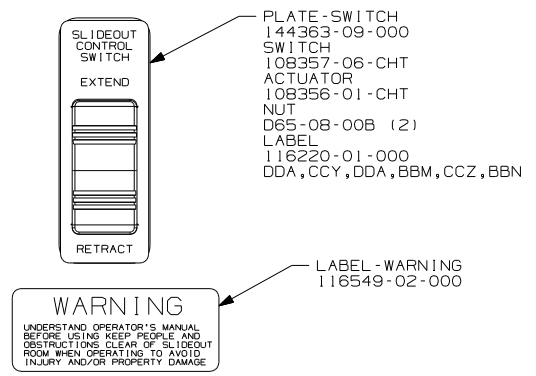 SLIDEOUT
CONTROL
SWITCH
EXTEND
RETRACT
PLATE-SWITCH
144363-09-000
SWITCH
108357-06-CHT
ACTUATOR
108356-01-CHT
NUT
D65-08-00B (2)
LABEL
116220-01-000
DDA,CCY,DDA,BBM,CCZ,BBN
LABEL-WARNING
116549-02-000
WARNING
UNDERSTAND OPERATOR'S MANUAL
BEFORE USING KEEP PEOPLE AND
OBSTRUCTIONS CLEAR OF SLIDEOUT
ROOM WHEN OPERATING TO AVOID
INJURY AND/OR PROPERTY DAMAGE